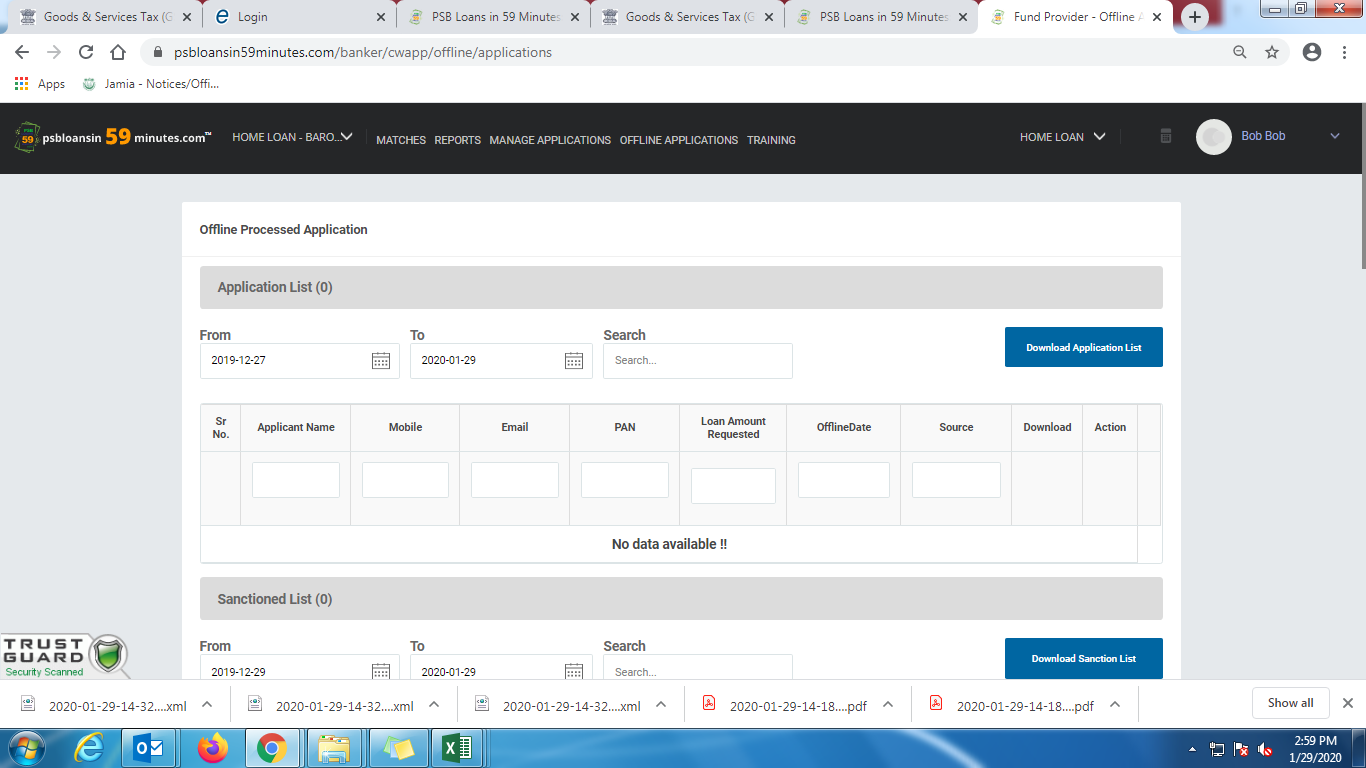 Goods & Services Tax (G
Login
PSB Loans in 59 Minutes
Goods & Services Tax (G
PSB Loans in 59 Minutes
Fund Provider - Offline A
psbloansin59minutes.com/banker/cwapp/offline/applications
Apps
Jamia - Notices/Offi...
psbloansin 59 minutes.com™
HOME LOAN - BARO...
MATCHES
REPORTS
MANAGE APPLICATIONS
OFFLINE APPLICATIONS
TRAINING
HOME LOAN
Bob Bob
Offline Processed Application
Application List (0)
From
To
Search
2019-12-27
2020-01-29
Search...
Download Application List
Sr No.
Applicant Name
Mobile
Email
PAN
Loan Amount Requested
OfflineDate
Source
Download
Action
No data available !!
Sanctioned List (0)
From
To
Search
2019-12-29
2020-01-29
Search...
Download Sanction List
TRUST
GUARD
Security Scanned
2020-01-29-14-32....xml
2020-01-29-14-32....xml
2020-01-29-14-32....xml
2020-01-29-14-18....pdf
2020-01-29-14-18....pdf
Show all
2:59 PM
1/29/2020